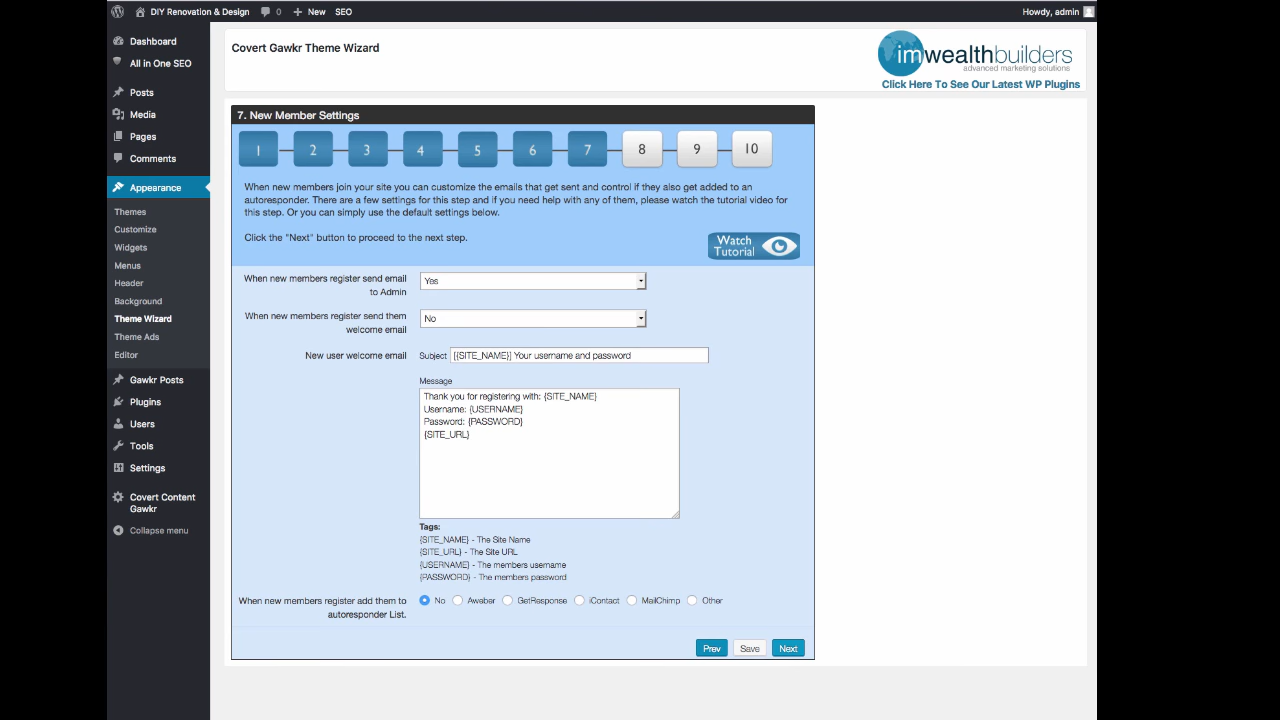 DIY Renovation & Design 0 + New SEO Howdy, admin
Dashboard
All in One SEO
Posts
Media
Pages
Comments
Appearance
Themes
Customize
Widgets
Menus
Header
Background
Theme Wizard
Theme Ads
Editor
Gawkr Posts
Plugins
Users
Tools
Settings
Covert Content
Gawkr
Collapse menu
Covert Gawkr Theme Wizard
imwealthbuilders
advanced marketing solutions
Click Here To See Our Latest WP Plugins
7. New Member Settings
1 2 3 4 5 6 7 8 9 10
When new members join your site you can customize the emails that get sent and control if they also get added to an
autoresponder. There are a few settings for this step and if you need help with any of them, please watch the tutorial video for
this step. Or you can simply use the default settings below.
Click the "Next" button to proceed to the next step.
Watch
Tutorial
When new members register send email
to Admin
Yes
When new members register send them
welcome email
No
New user welcome email
Subject [{SITE_NAME}] Your username and password
Message
Thank you for registering with: {SITE_NAME}
Username: {USERNAME}
Password: {PASSWORD}
{SITE_URL}
Tags:
{SITE_NAME} - The Site Name
{SITE_URL} - The Site URL
{USERNAME} - The members username
{PASSWORD} - The members password
When new members register add them to
autoresponder List.
No Aweber GetResponse iContact MailChimp Other
Prev Save Next